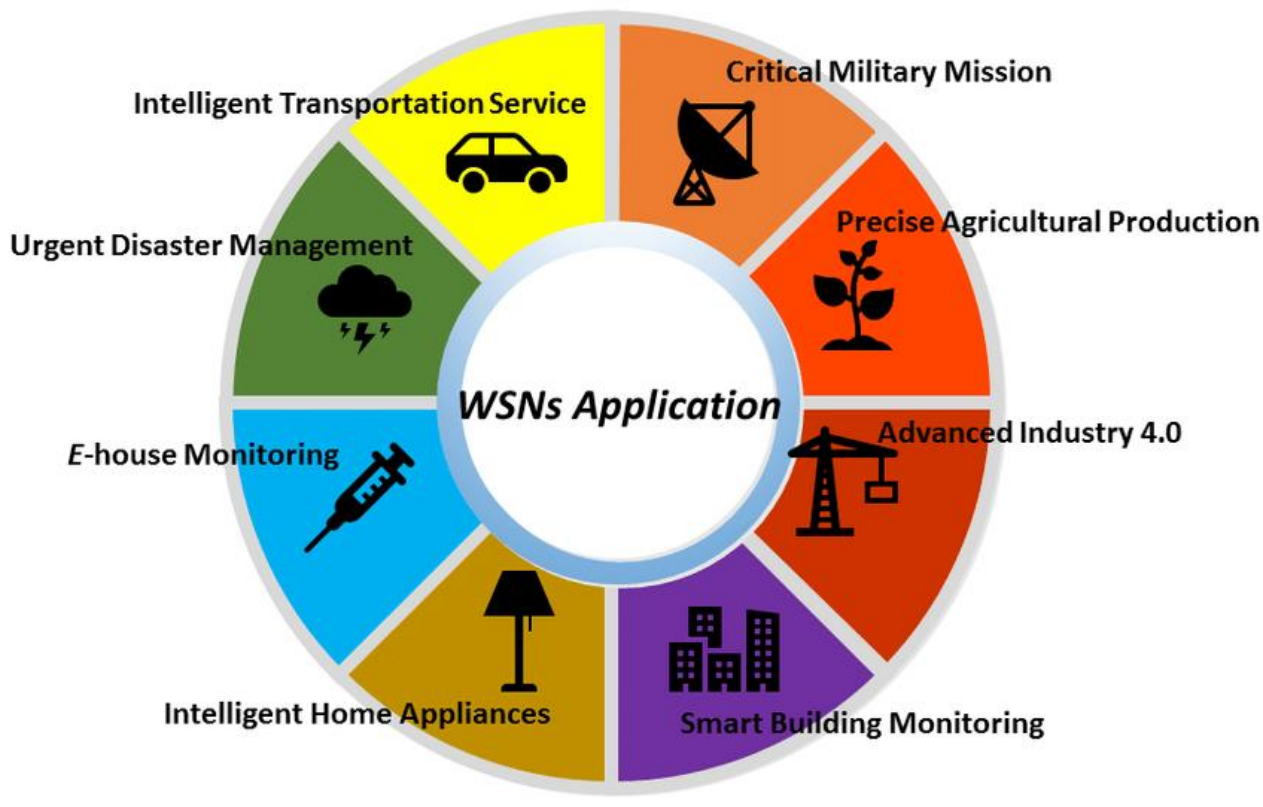 Critical Military Mission
Intelligent Transportation Service
Precise Agricultural Production
Urgent Disaster Management
WSNs Application
Advanced Industry 4.0
E-house Monitoring
Intelligent Home Appliances
Smart Building Monitoring